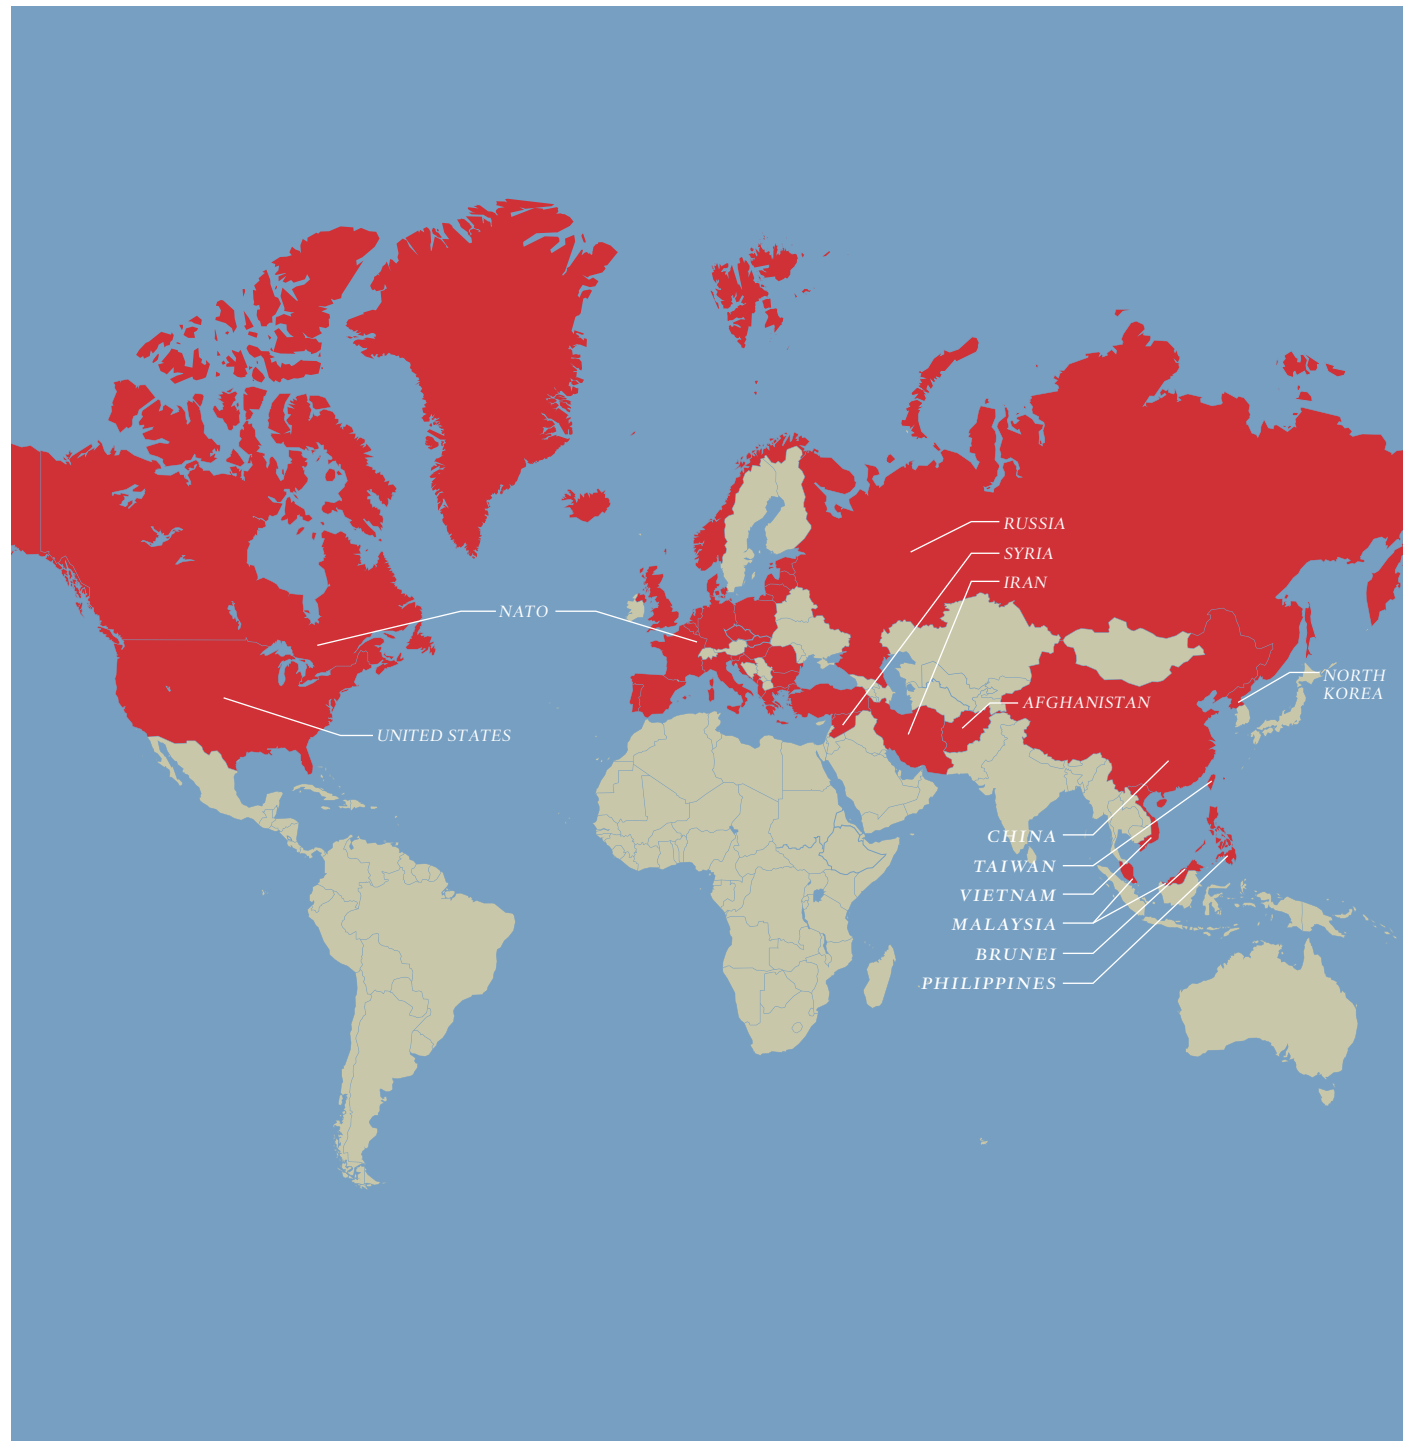 RUSSIA
SYRIA
IRAN
NATO
NORTH
KOREA
AFGHANISTAN
UNITED STATES
CHINA
TAIWAN
VIETNAM
MALAYSIA
BRUNEI
PHILIPPINES